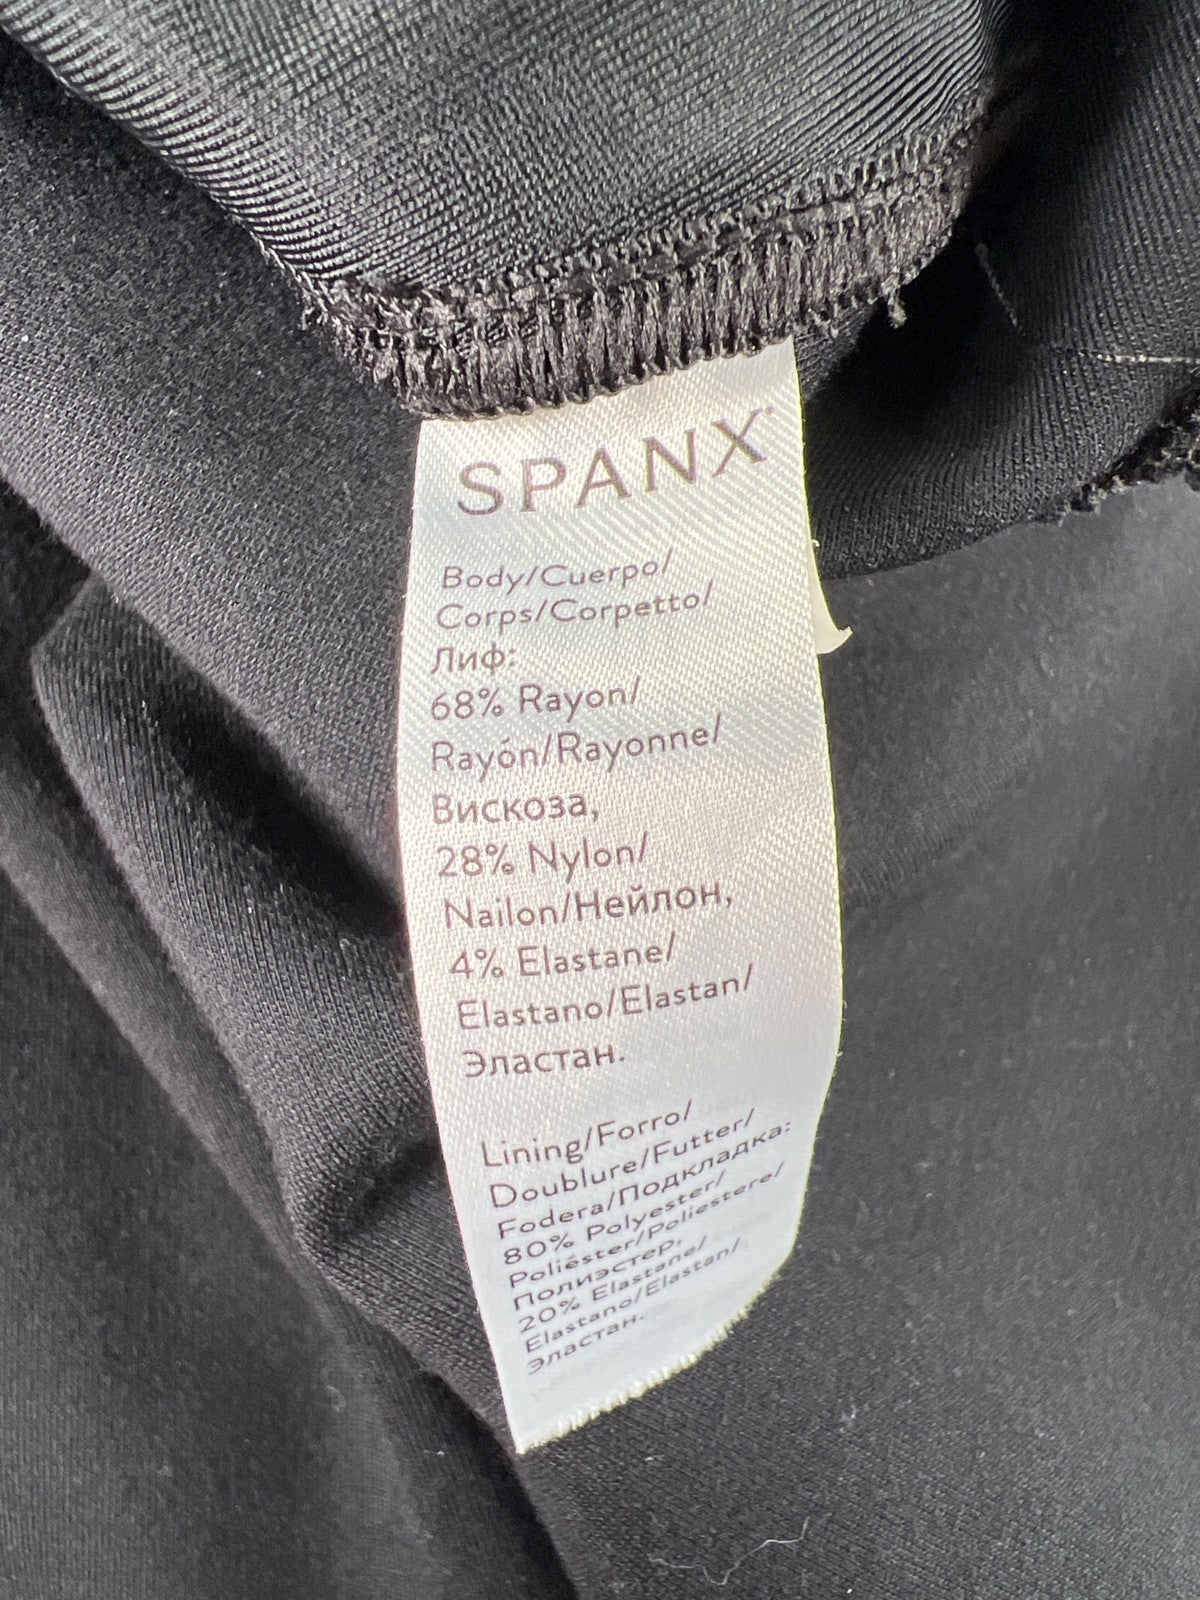 SPANX
Body/Cuerpo/
Corps/Corpetto/
Лиф:
68% Rayon/
Rayón/Rayonne/
Вискоза,
28% Nylon/
Nailon/Нейлон,
4% Elastane/
Elastano/Elastan/
Эластан.
Lining/Forro/
Doublure/Futter/
Fodera/Подкладка:
80% Polyester/
Poliéster/Poliestere/
Полиэстер,
20% Elastane/
Elastano/Elastan/
Эластан.